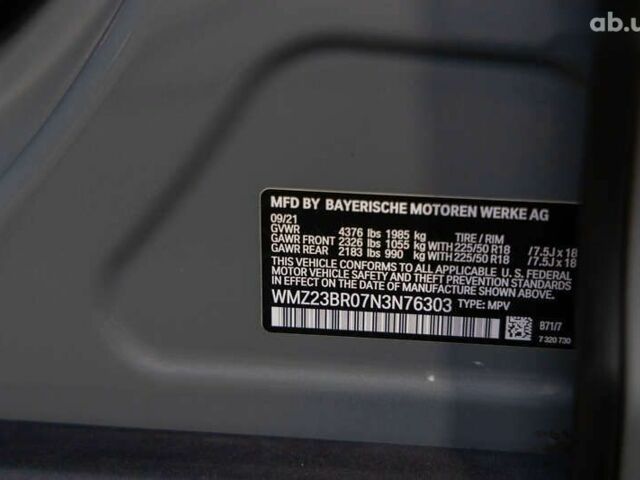 ab.u
MFD BY BAYERISCHE MOTOREN WERKE AG
09/21
GVWR 4376 lbs 1985 kg TIRE / RIM
GAWR FRONT 2326 lbs 1055 kg WITH 225/50 R18 /7.5J x 18
GAWR REAR 2183 lbs 990 kg WITH 225/50 R18 /7.5J x 18
THIS VEHICLE CONFORMS TO ALL APPLICABLE U.S. FEDERAL
MOTOR VEHICLE SAFETY, BUMPER, AND THEFT PREVENTION
STANDARDS IN EFFECT ON THE DATE OF MANUFACTURE SHOWN ABOVE.
WMZ23BR07N3N76303 TYPE: MPV
871/7
7 320 730